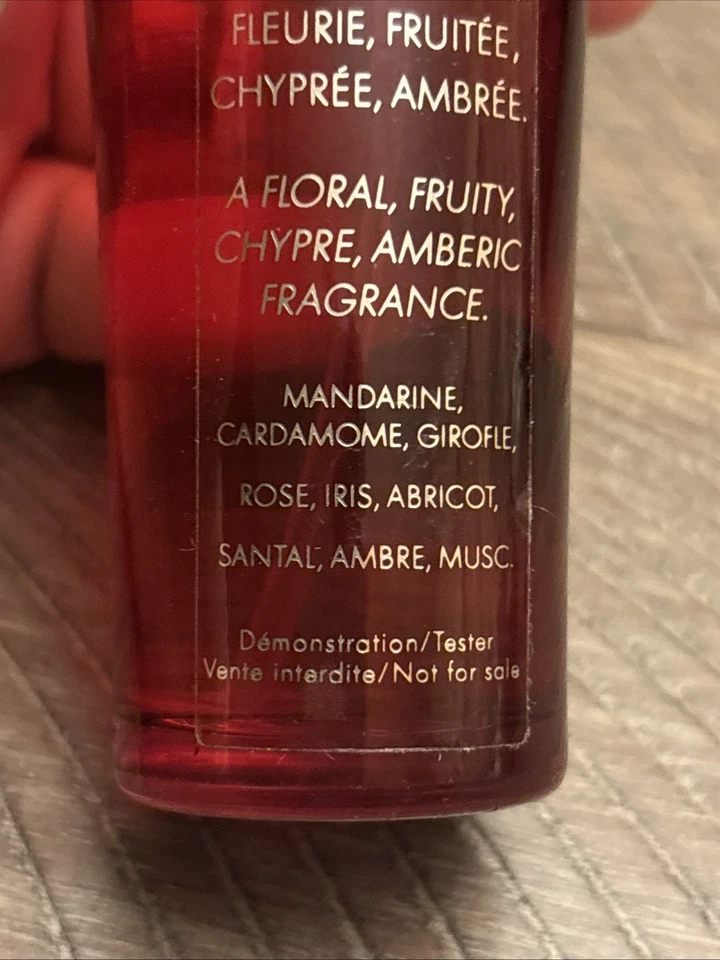 FLEURIE, FRUITÉE,
CHYPRÉE, AMBRÉE.
A FLORAL, FRUITY,
CHYPRE, AMBERIC
FRAGRANCE.
MANDARINE,
CARDAMOME, GIROFLE,
ROSE, IRIS, ABRICOT,
SANTAL, AMBRE, MUSC.
Démonstration/Tester
Vente interdite/Not for sale